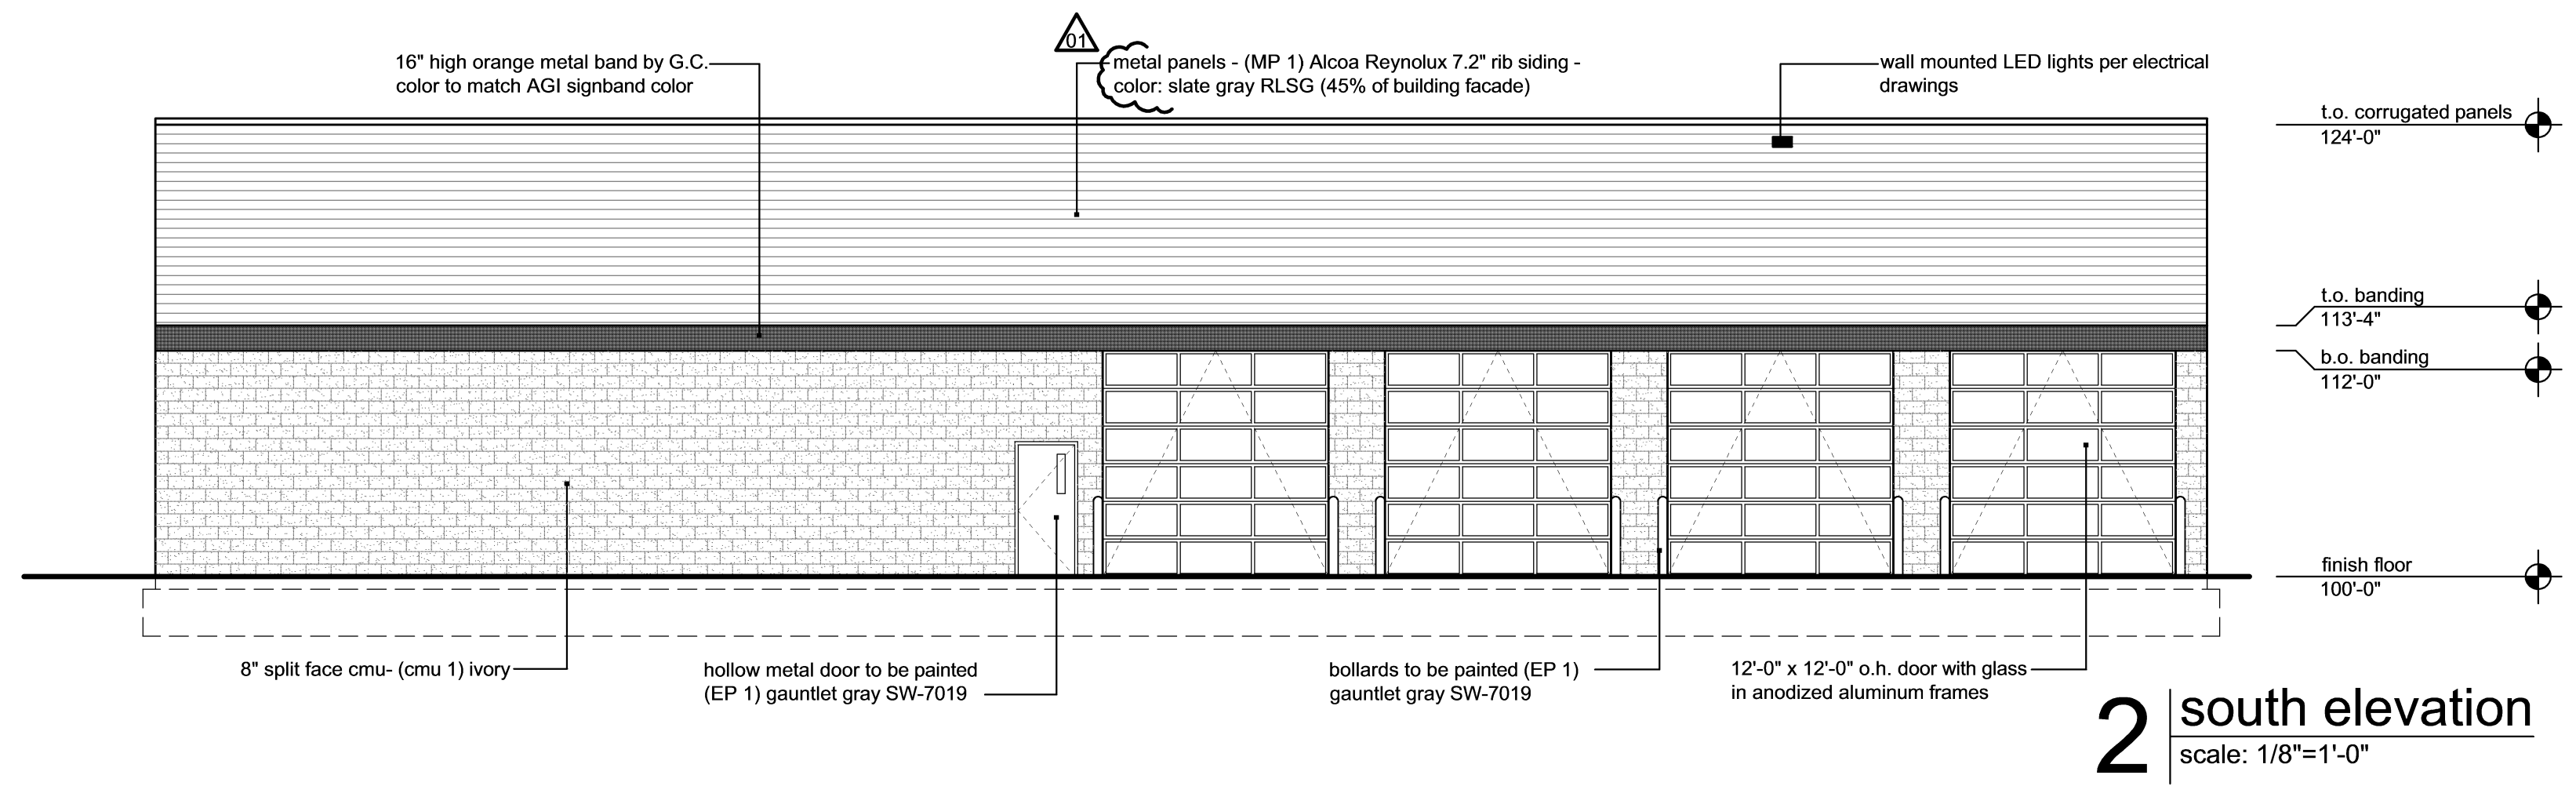 01
16" high orange metal band by G.C.
color to match AGI signband color
metal panels - (MP 1) Alcoa Reynolux 7.2" rib siding -
color: slate gray RLSG (45% of building facade)
wall mounted LED lights per electrical
drawings
t.o. corrugated panels
124'-0"
t.o. banding
113'-4"
b.o. banding
112'-0"
finish floor
100'-0"
8" split face cmu- (cmu 1) ivory
hollow metal door to be painted
(EP 1) gauntlet gray SW-7019
bollards to be painted (EP 1)
gauntlet gray SW-7019
12'-0" x 12'-0" o.h. door with glass
in anodized aluminum frames
2
south elevation
scale: 1/8"=1'-0"